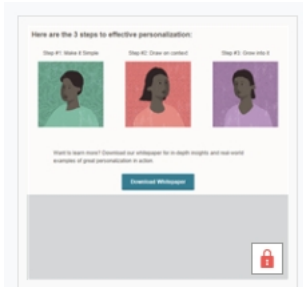 Here are the 3 steps to effective personalization:
Step #1: Make it Simple
Step #2: Draw on context
Step #3: Grow into it
Want to learn more? Download our whitepaper for in-depth insights and real-world
examples of great personalization in action.
Download Whitepaper